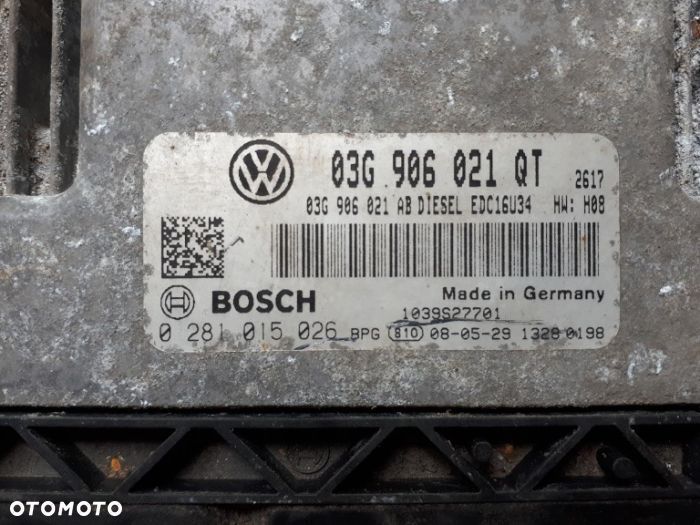 03G 906 021 QT 2617
03G 906 021 AB DIESEL EDC16U34 HW: H08
BOSCH Made in Germany
1039S27701
0 281 015 026 BPG 810 08-05-29 1328 0198
OTOMOTO
OTOMOTO